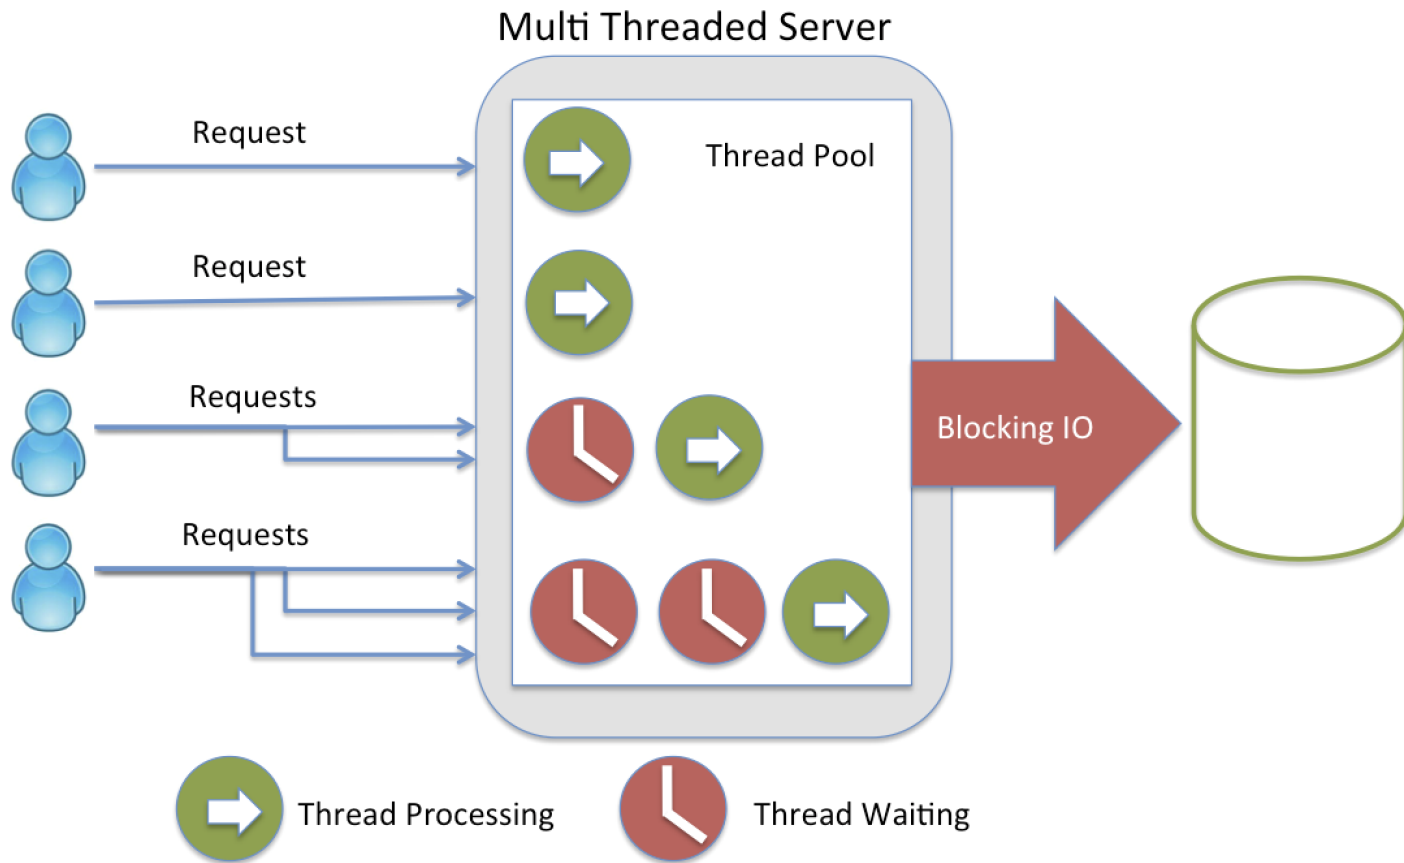 Multi Threaded Server
Request
Thread Pool
Request
Requests
Blocking IO
Requests
Thread Processing
Thread Waiting